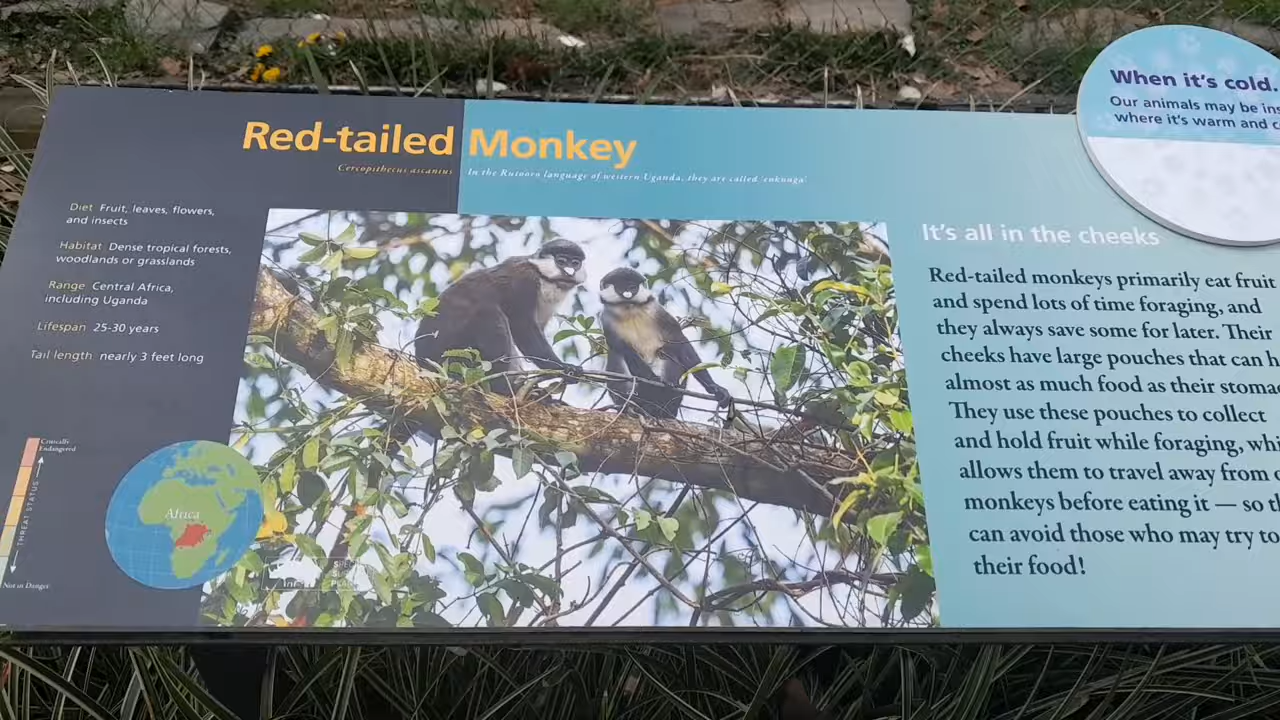 Red-tailed Monkey
Cercopithecus ascanius
In the Rutooro language of western Uganda, they are called 'enkunga'
When it's cold.
Our animals may be ins
where it's warm and c
Diet Fruit, leaves, flowers,
and insects
Habitat Dense tropical forests,
woodlands or grasslands
Range Central Africa,
including Uganda
Lifespan 25-30 years
Tail length nearly 3 feet long
Critically
Endangered
THREAT STATUS
Not in Danger
Africa
It's all in the cheeks
Red-tailed monkeys primarily eat fruit
and spend lots of time foraging, and
they always save some for later. Their
cheeks have large pouches that can h
almost as much food as their stomac
They use these pouches to collect
and hold fruit while foraging, whi
allows them to travel away from o
monkeys before eating it — so th
can avoid those who may try to
their food!